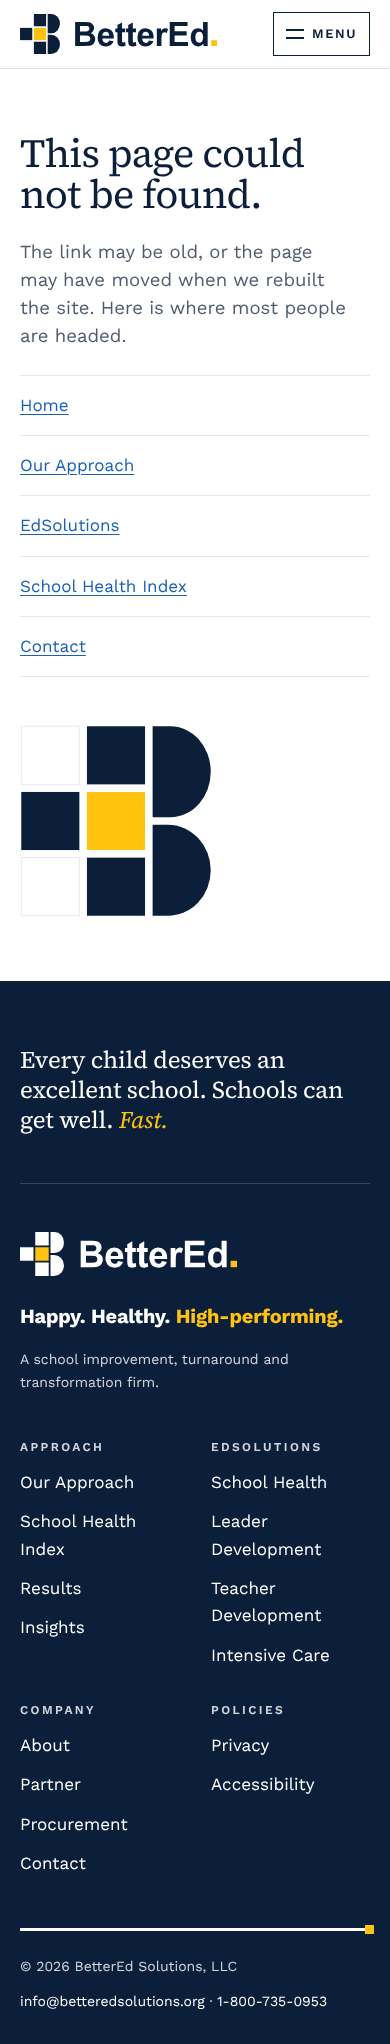 BetterEd.
MENU
This page could
not be found.
The link may be old, or the page
may have moved when we rebuilt
the site. Here is where most people
are headed.
Home
Our Approach
EdSolutions
School Health Index
Contact
Every child deserves an
excellent school. Schools can
get well. Fast.
BetterEd.
Happy. Healthy. High-performing.
A school improvement, turnaround and
transformation firm.
APPROACH
Our Approach
School Health
Index
Results
Insights
EDSOLUTIONS
School Health
Leader
Development
Teacher
Development
Intensive Care
COMPANY
About
Partner
Procurement
Contact
POLICIES
Privacy
Accessibility
© 2026 BetterEd Solutions, LLC
info@betteredsolutions.org · 1-800-735-0953